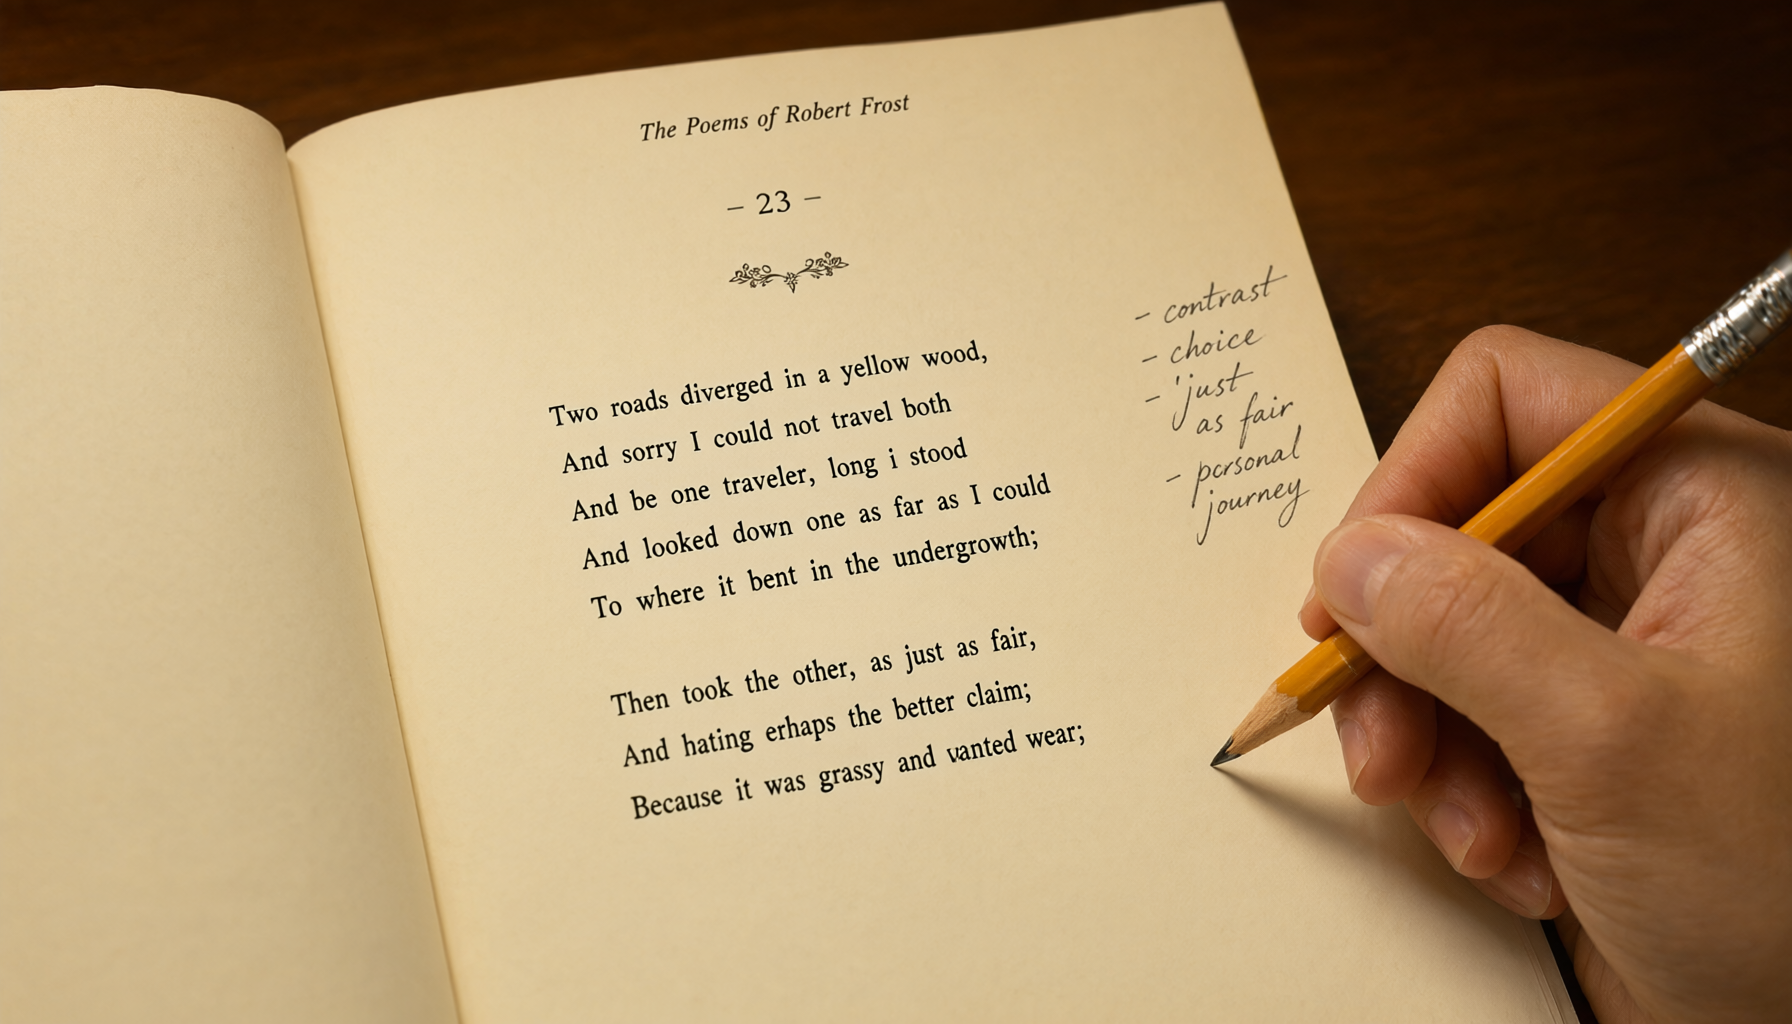 The Poems of Robert Frost
– 23 –
Two roads diverged in a yellow wood,
And sorry I could not travel both
And be one traveler, long i stood
And looked down one as far as I could
To where it bent in the undergrowth;
Then took the other, as just as fair,
And hating erhaps the better claim;
Because it was grassy and vanted wear;
– contrast
– choice
– 'just
as fair
– personal
journey